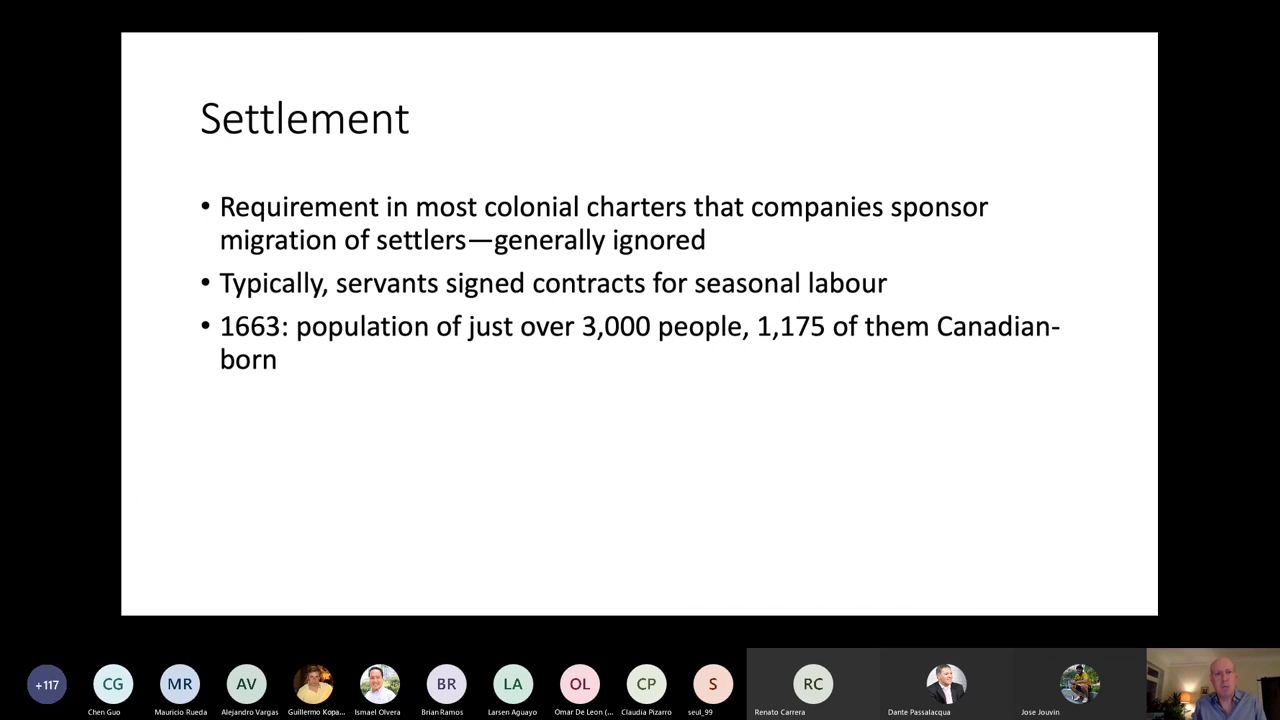 Settlement
• Requirement in most colonial charters that companies sponsor
migration of settlers—generally ignored
• Typically, servants signed contracts for seasonal labour
• 1663: population of just over 3,000 people, 1,175 of them Canadian-
born
+117 CG MR AV BR LA OL CP S RC
Chen Guo Mauricio Rueda Alejandro Vargas Guillermo Kopa... Ismael Olvera Brian Ramos Larsen Aguayo Omar De Leon (... Claudia Pizarro seul_99 Renato Carrera Dante Passalacqua Jose Jouvin